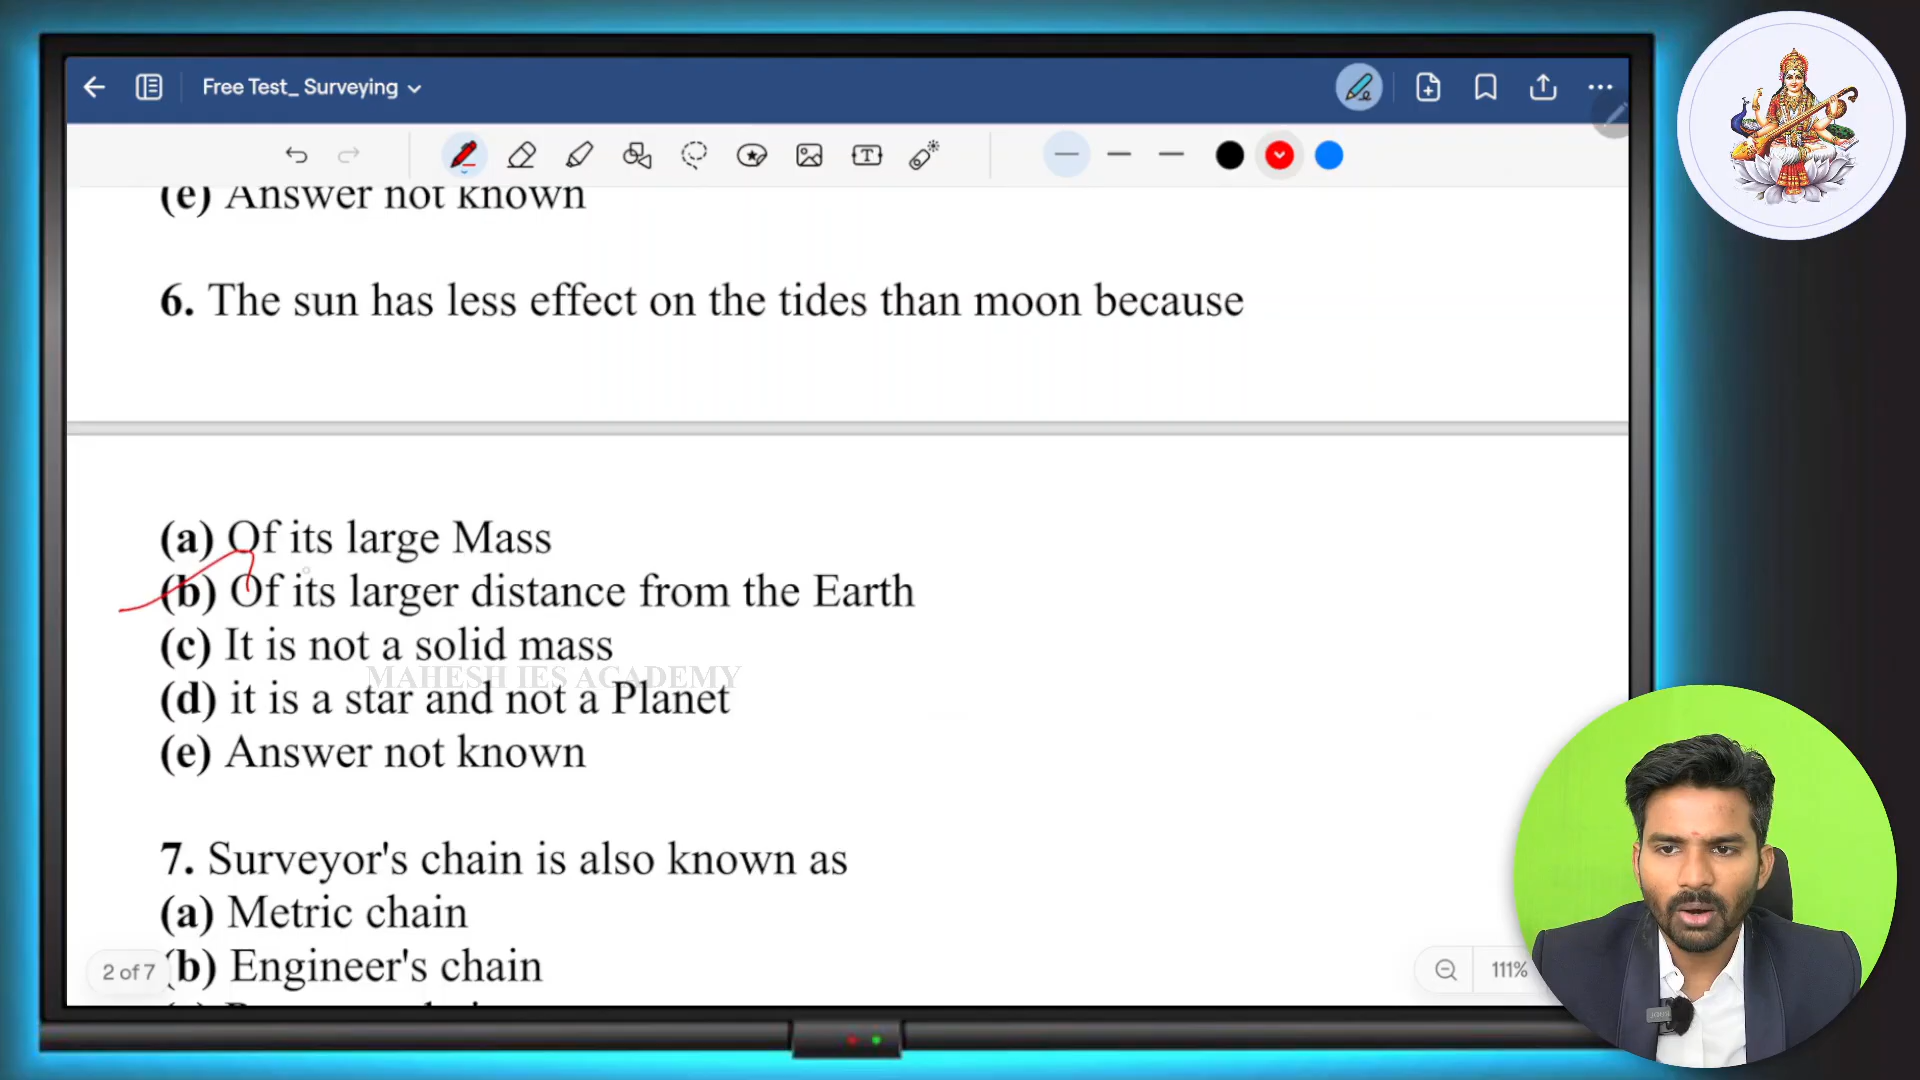 Free Test_ Surveying
(e) Answer not known
6. The sun has less effect on the tides than moon because
(a) Of its large Mass
(b) Of its larger distance from the Earth
(c) It is not a solid mass
MAHESH IES ACADEMY
(d) it is a star and not a Planet
(e) Answer not known
7. Surveyor's chain is also known as
(a) Metric chain
2 of 7
(b) Engineer's chain
111%